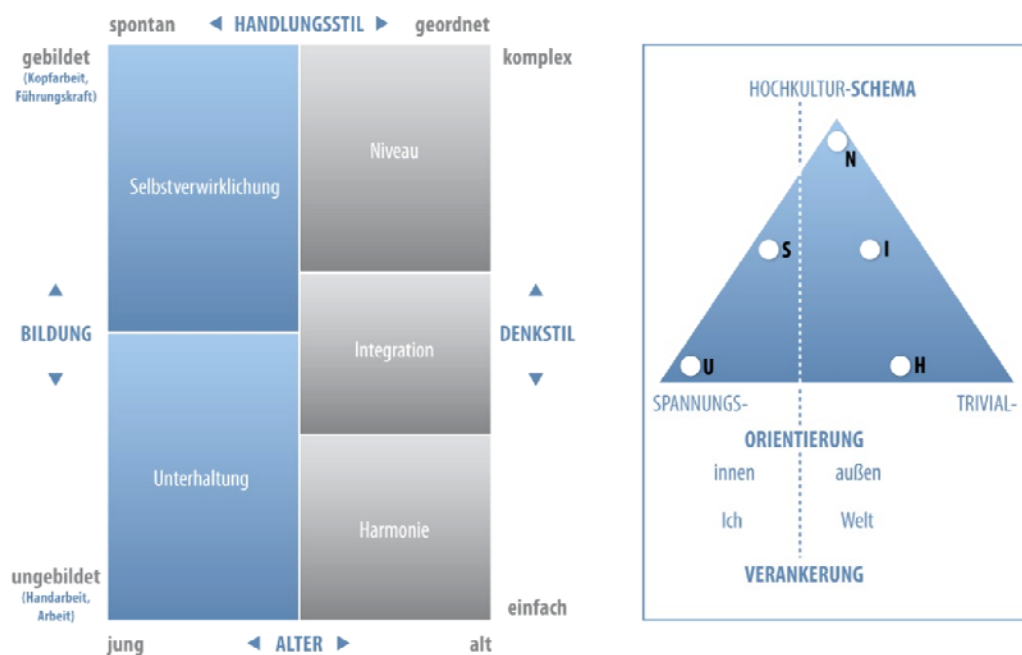 spontan ◄ HANDLUNGSSTIL ► geordnet
gebildet
(Kopfarbeit,
Führungskraft)
komplex
Niveau
Selbstverwirklichung
▲
BILDUNG
▼
▲
DENKSTIL
▼
Integration
Unterhaltung
Harmonie
ungebildet
(Handarbeit,
Arbeit)
einfach
jung ◄ ALTER ► alt
HOCHKULTUR-SCHEMA
N
S
I
U
H
SPANNUNGS-
TRIVIAL-
ORIENTIERUNG
innen außen
Ich Welt
VERANKERUNG